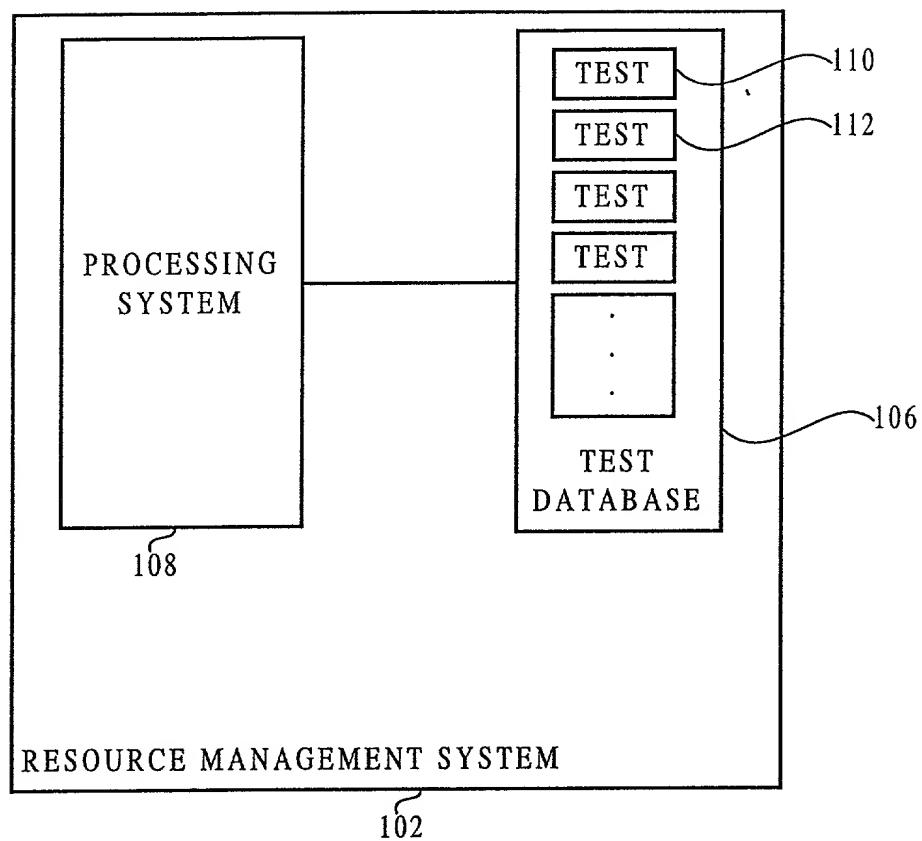 TEST
110
TEST
112
TEST
TEST
PROCESSING
SYSTEM
.
.
.
106
TEST
DATABASE
108
RESOURCE MANAGEMENT SYSTEM
102